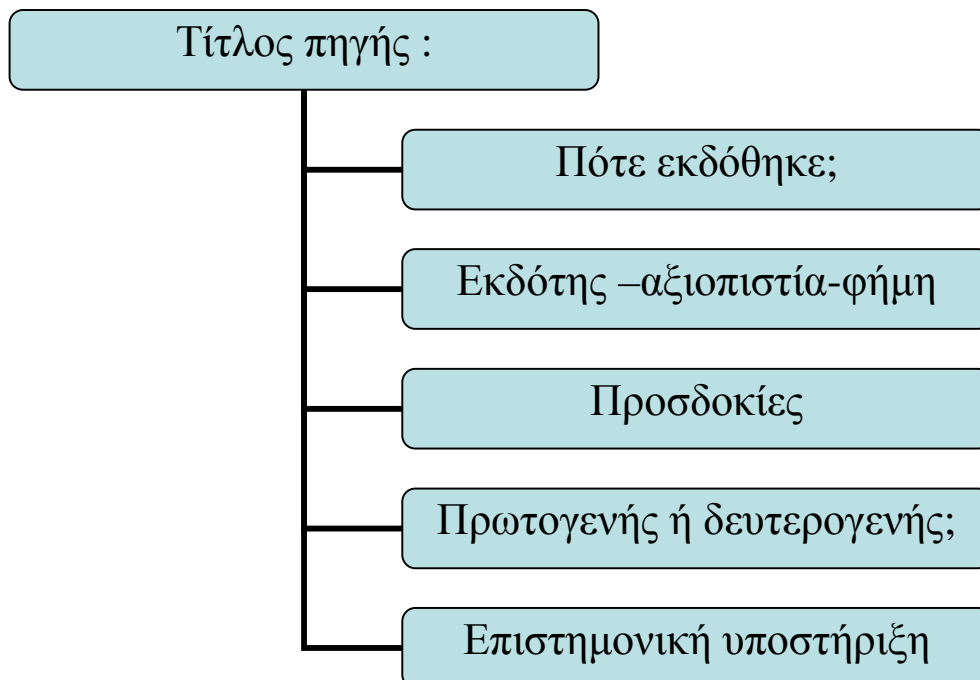 Τίτλος πηγής :
Πότε εκδόθηκε;
Εκδότης –αξιοπιστία-φήμη
Προσδοκίες
Πρωτογενής ή δευτερογενής;
Επιστημονική υποστήριξη